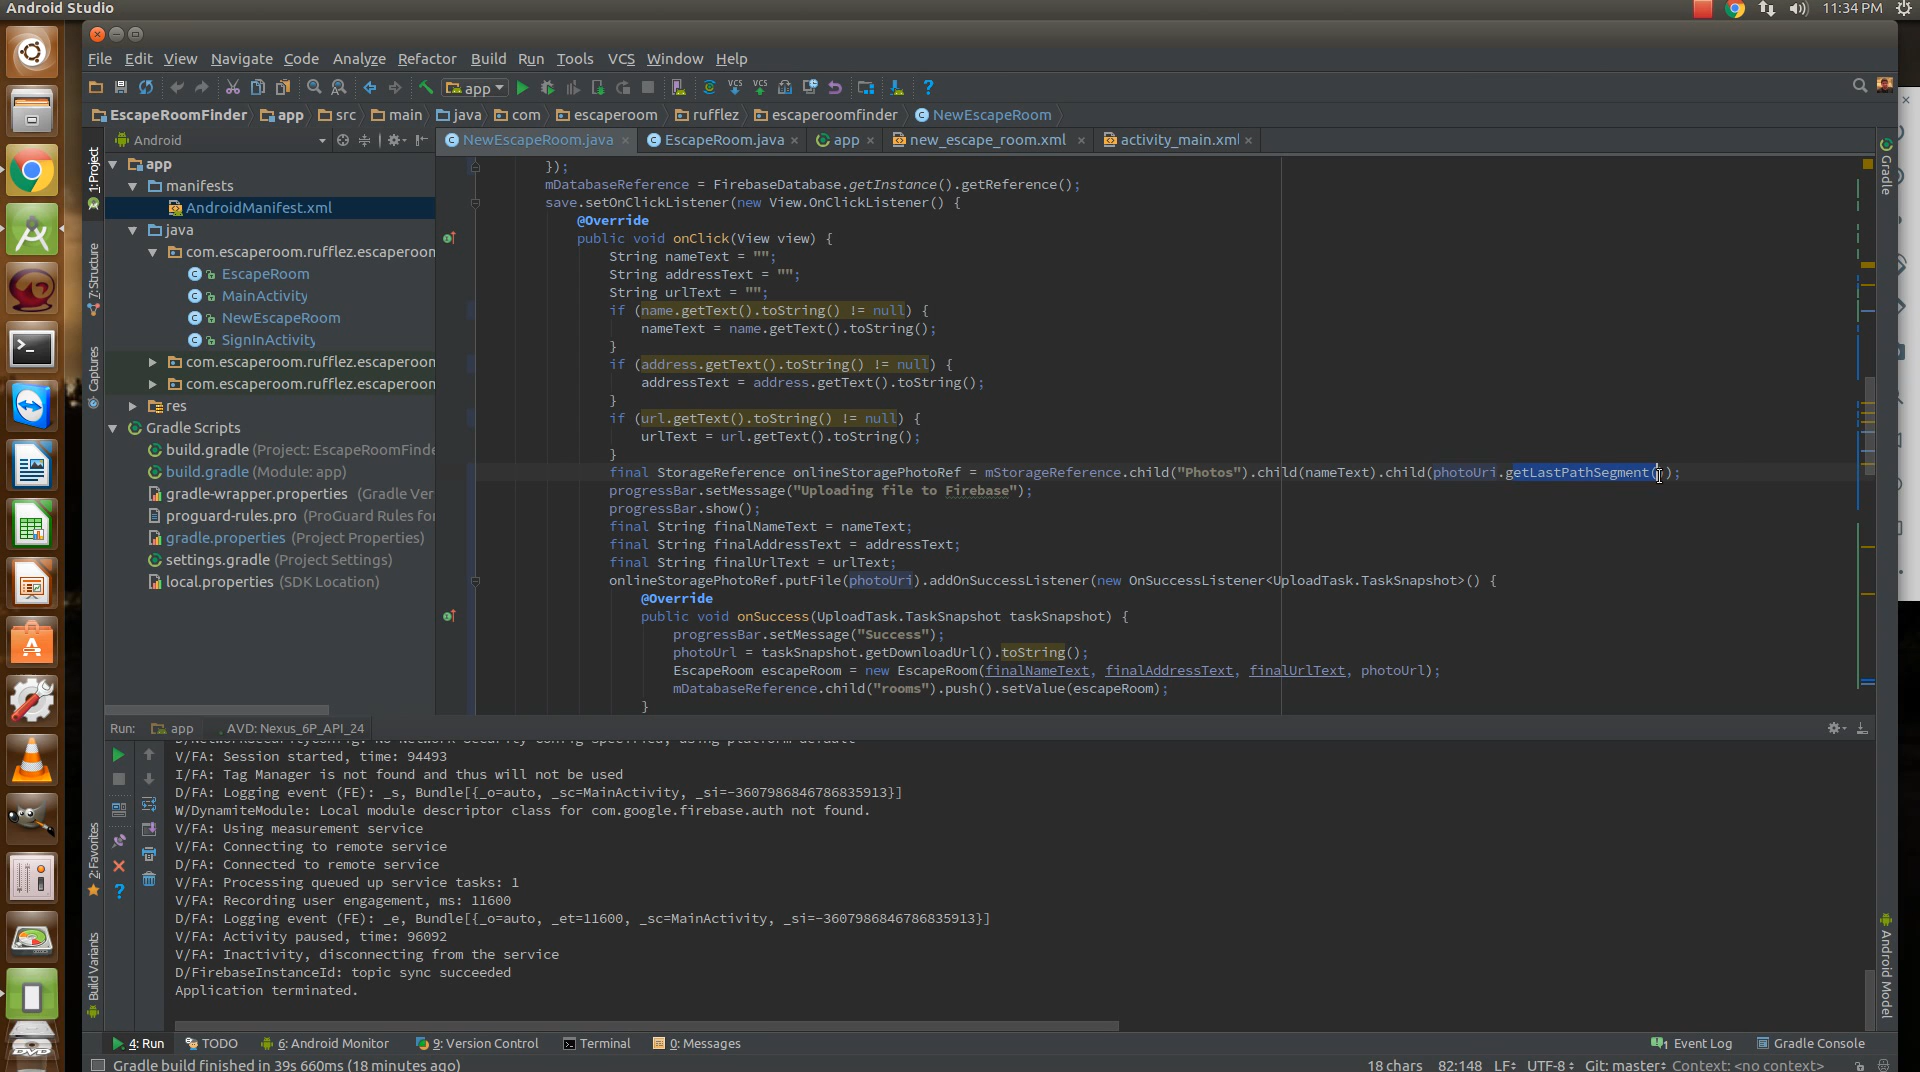 Android Studio
11:34 PM
File Edit View Navigate Code Analyze Refactor Build Run Tools VCS Window Help
app
EscapeRoomFinder app src main java com escaperoom rufflez escaperoomfinder NewEscapeRoom
Android
NewEscapeRoom.java EscapeRoom.java app new_escape_room.xml activity_main.xml
1: Project
7: Structure
Captures
2: Favorites
Build Variants
app
manifests
AndroidManifest.xml
java
com.escaperoom.rufflez.escaperoon
EscapeRoom
MainActivity
NewEscapeRoom
SignInActivity
com.escaperoom.rufflez.escaperoon
com.escaperoom.rufflez.escaperoon
res
Gradle Scripts
build.gradle (Project: EscapeRoomFinde
build.gradle (Module: app)
gradle-wrapper.properties (Gradle Ver
proguard-rules.pro (ProGuard Rules for
gradle.properties (Project Properties)
settings.gradle (Project Settings)
local.properties (SDK Location)
});
mDatabaseReference = FirebaseDatabase.getInstance().getReference();
save.setOnClickListener(new View.OnClickListener() {
@Override
public void onClick(View view) {
String nameText = "";
String addressText = "";
String urlText = "";
if (name.getText().toString() != null) {
nameText = name.getText().toString();
}
if (address.getText().toString() != null) {
addressText = address.getText().toString();
}
if (url.getText().toString() != null) {
urlText = url.getText().toString();
}
final StorageReference onlineStoragePhotoRef = mStorageReference.child("Photos").child(nameText).child(photoUri.getLastPathSegment());
progressBar.setMessage("Uploading file to Firebase");
progressBar.show();
final String finalNameText = nameText;
final String finalAddressText = addressText;
final String finalUrlText = urlText;
onlineStoragePhotoRef.putFile(photoUri).addOnSuccessListener(new OnSuccessListener<UploadTask.TaskSnapshot>() {
@Override
public void onSuccess(UploadTask.TaskSnapshot taskSnapshot) {
progressBar.setMessage("Success");
photoUrl = taskSnapshot.getDownloadUrl().toString();
EscapeRoom escapeRoom = new EscapeRoom(finalNameText, finalAddressText, finalUrlText, photoUrl);
mDatabaseReference.child("rooms").push().setValue(escapeRoom);
}
Gradle
Android Model
Run: app AVD: Nexus_6P_API_24
D/NetworkSecurityConfig: No Network Security Config specified, using platform default
V/FA: Session started, time: 94493
I/FA: Tag Manager is not found and thus will not be used
D/FA: Logging event (FE): _s, Bundle[{_o=auto, _sc=MainActivity, _si=-3607986846786835913}]
W/DynamiteModule: Local module descriptor class for com.google.firebase.auth not found.
V/FA: Using measurement service
V/FA: Connecting to remote service
D/FA: Connected to remote service
V/FA: Processing queued up service tasks: 1
V/FA: Recording user engagement, ms: 11600
D/FA: Logging event (FE): _e, Bundle[{_o=auto, _et=11600, _sc=MainActivity, _si=-3607986846786835913}]
V/FA: Activity paused, time: 96092
V/FA: Inactivity, disconnecting from the service
D/FirebaseInstanceId: topic sync succeeded
Application terminated.
4: Run TODO 6: Android Monitor 9: Version Control Terminal 0: Messages Event Log Gradle Console
Gradle build finished in 39s 660ms (18 minutes ago) 18 chars 82:148 LF UTF-8 Git: master Context: <no context>